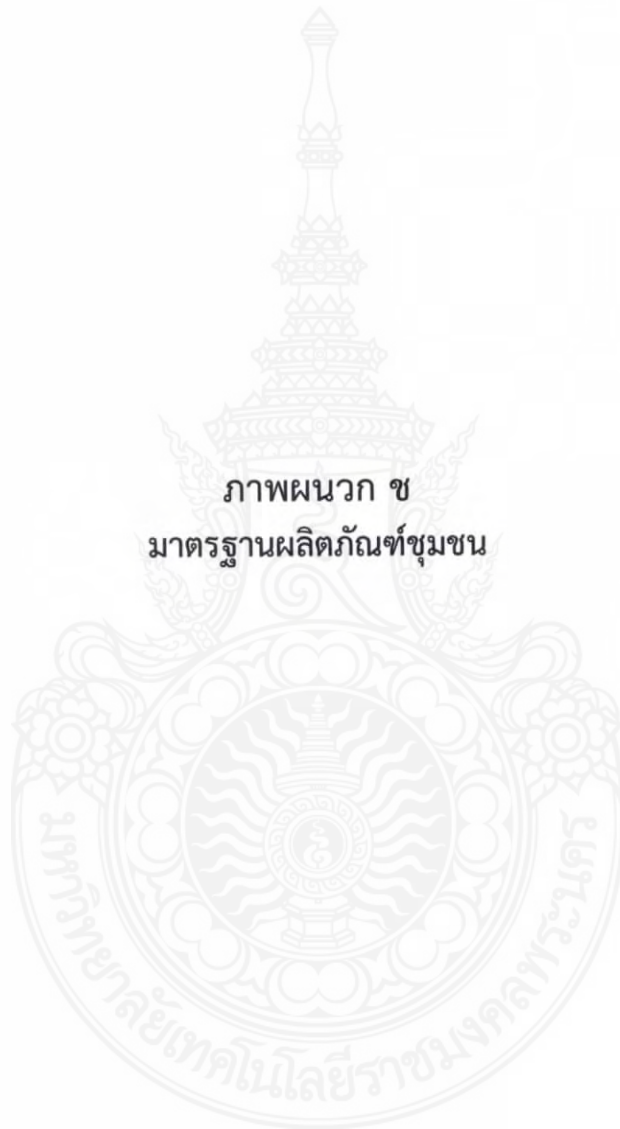 ภาพผนวก ช
มาตรฐานผลิตภัณฑ์ชุมชน
มหาวิทยาลัยเทคโนโลยีราชมงคลพระนคร